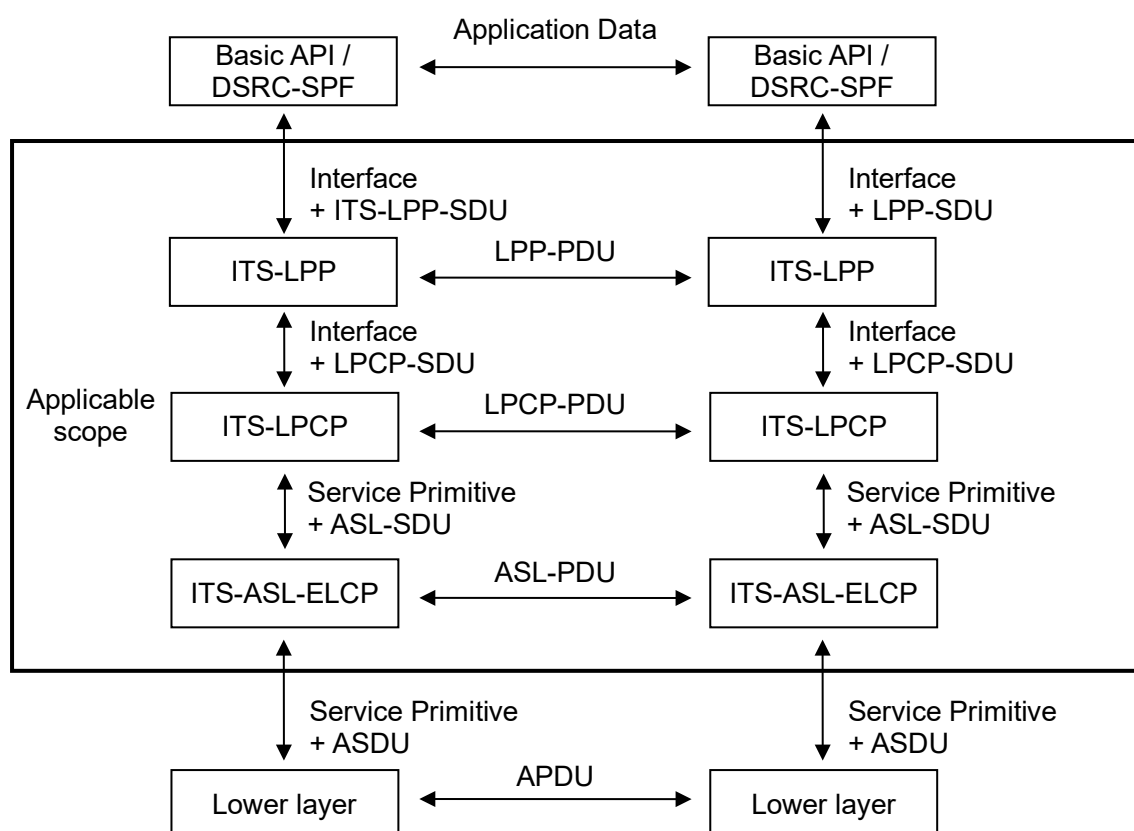 Application Data
Basic API /
DSRC-SPF
Basic API /
DSRC-SPF
Interface
+ ITS-LPP-SDU
Interface
+ LPP-SDU
ITS-LPP
LPP-PDU
ITS-LPP
Interface
+ LPCP-SDU
Interface
+ LPCP-SDU
Applicable
scope
ITS-LPCP
LPCP-PDU
ITS-LPCP
Service Primitive
+ ASL-SDU
Service Primitive
+ ASL-SDU
ITS-ASL-ELCP
ASL-PDU
ITS-ASL-ELCP
Service Primitive
+ ASDU
Service Primitive
+ ASDU
Lower layer
APDU
Lower layer